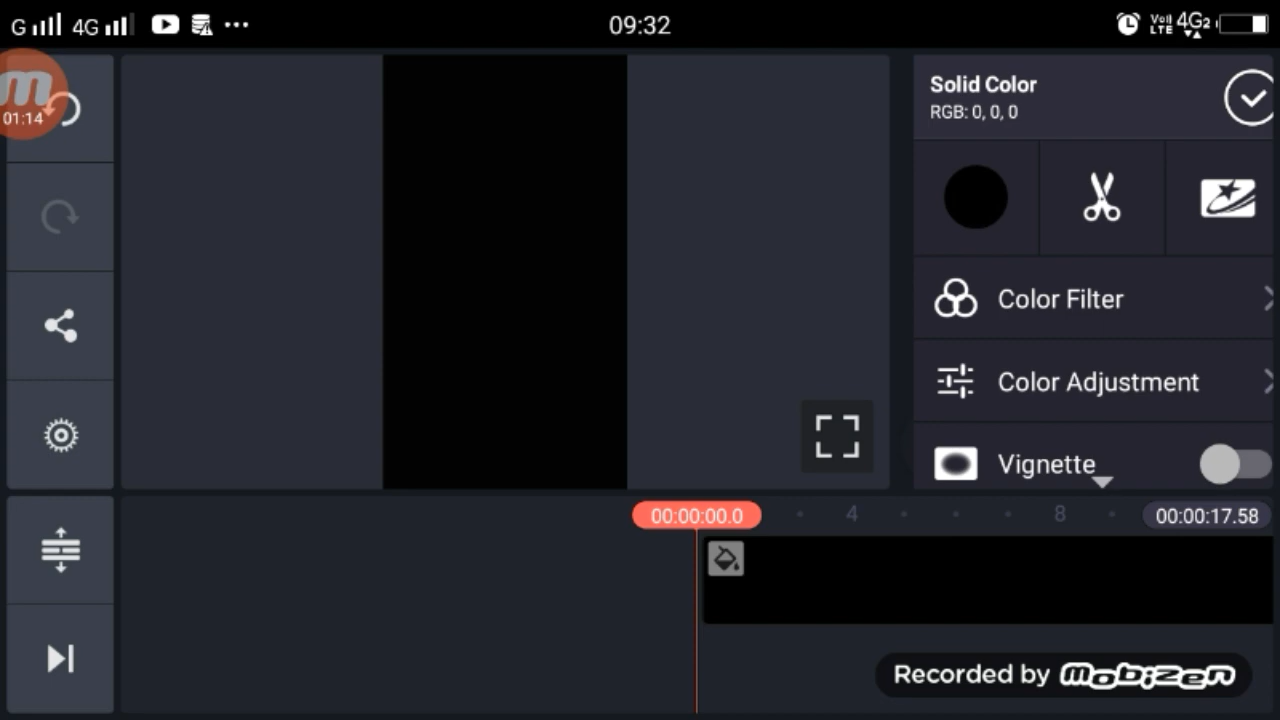 G 4G 09:32 Vo)) LTE 4G2
m
01:14
Solid Color
RGB: 0, 0, 0
Color Filter
Color Adjustment
Vignette
00:00:00.0 4 8 00:00:17.58
Recorded by mobizen